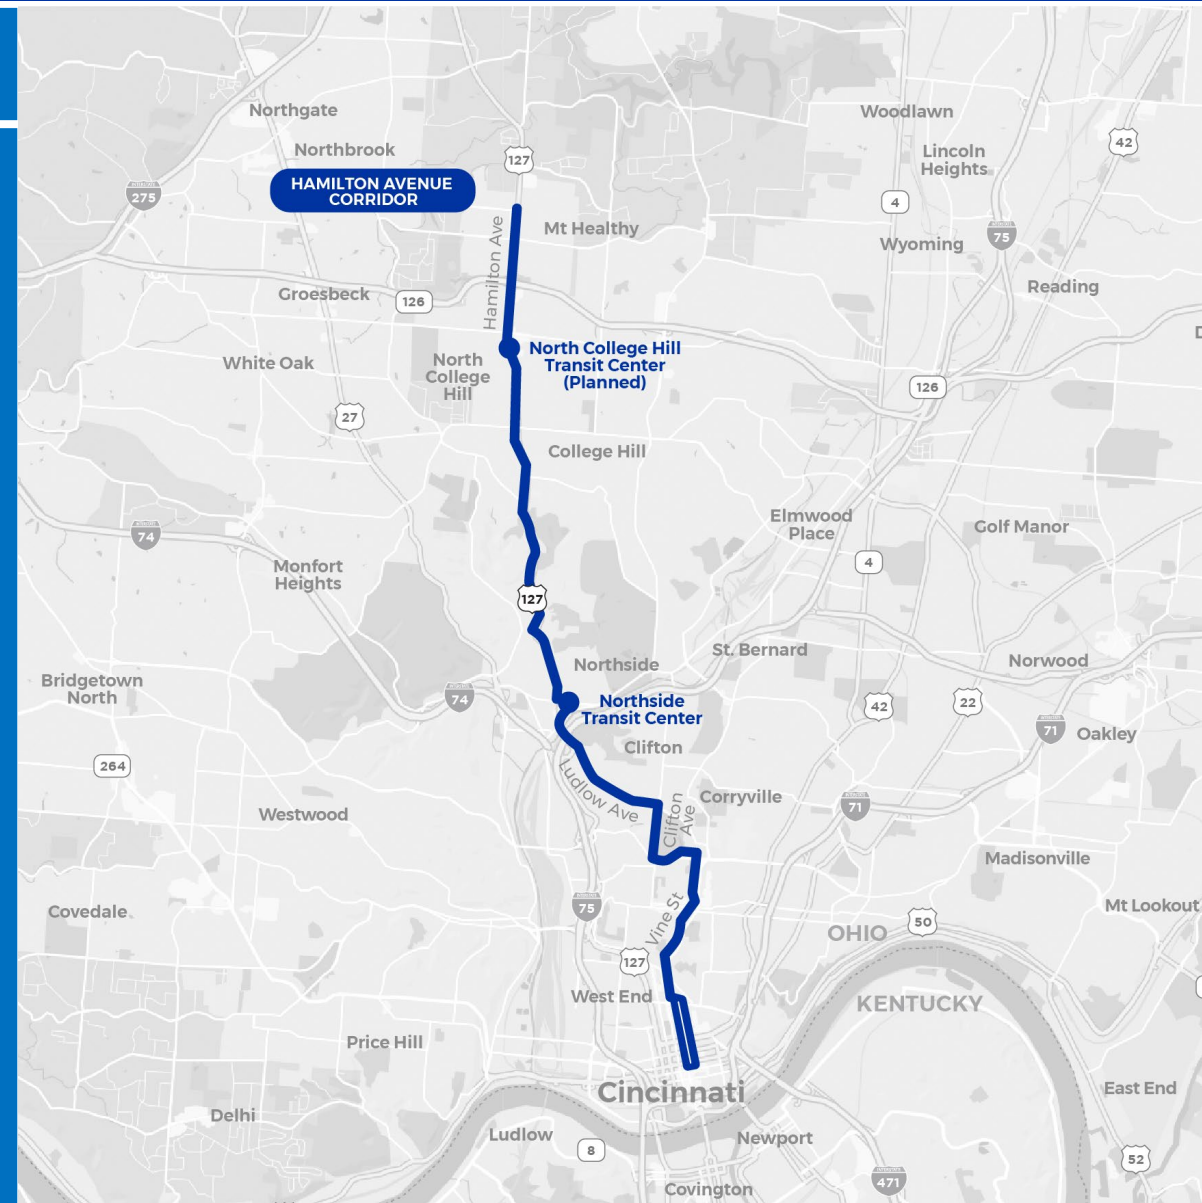 Northgate
Woodlawn
42
Northbrook
Lincoln
Heights
127
HAMILTON AVENUE
CORRIDOR
275
4
Hamilton Ave
Mt Healthy
75
Wyoming
Reading
Groesbeck
126
North College Hill
Transit Center
(Planned)
White Oak
North
College
Hill
126
27
College Hill
Elmwood
Place
Golf Manor
74
4
Monfort
Heights
127
St. Bernard
Northside
Norwood
Bridgetown
North
74
Northside
Transit Center
42
22
71
Oakley
Clifton
264
Ludlow Ave
Clifton
Ave
Corryville
71
Westwood
Madisonville
75
Vine St
Covedale
Mt Lookout
50
OHIO
127
West End
KENTUCKY
Price Hill
Cincinnati
East End
Delhi
Ludlow
8
Newport
52
471
Covington